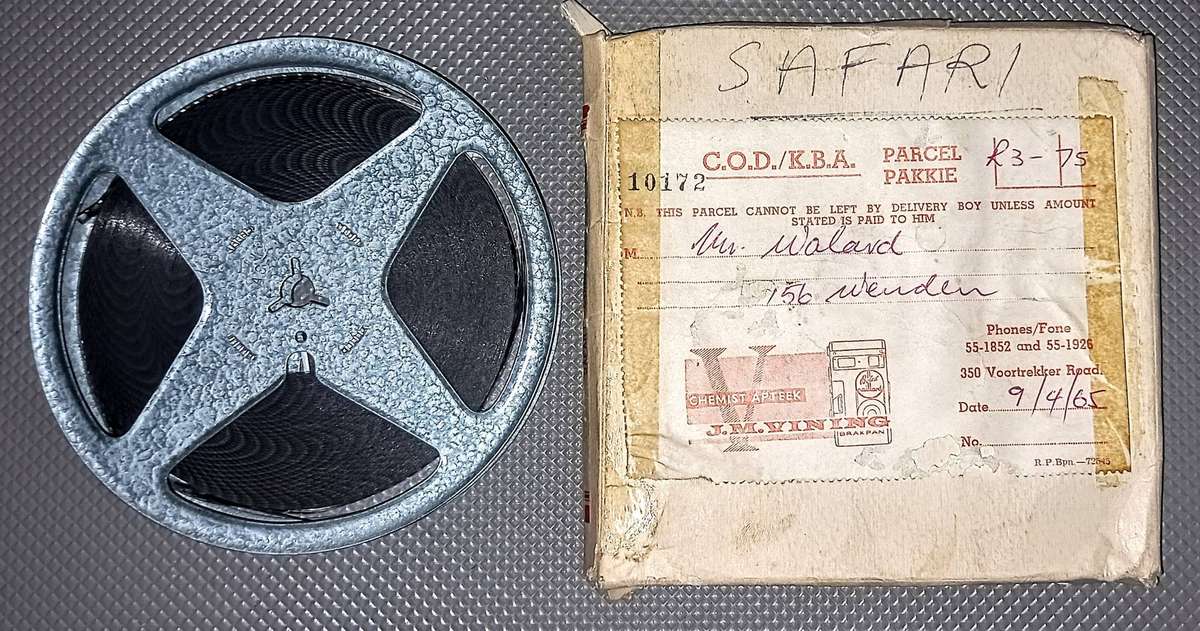 SAFARI
C.O.D./K.B.A. PARCEL PAKKIE R3-75
10172
N.B. THIS PARCEL CANNOT BE LEFT BY DELIVERY BOY UNLESS AMOUNT
STATED IS PAID TO HIM
M Mr. Walard
156 Wenden
Phones/Fone
55-1852 and 55-1926
350 Voortrekker Road.
Date 9/4/65
No.
CHEMIST APTEEK
V
J.M.VINING
BRAKPAN
R.P.Bpn.—